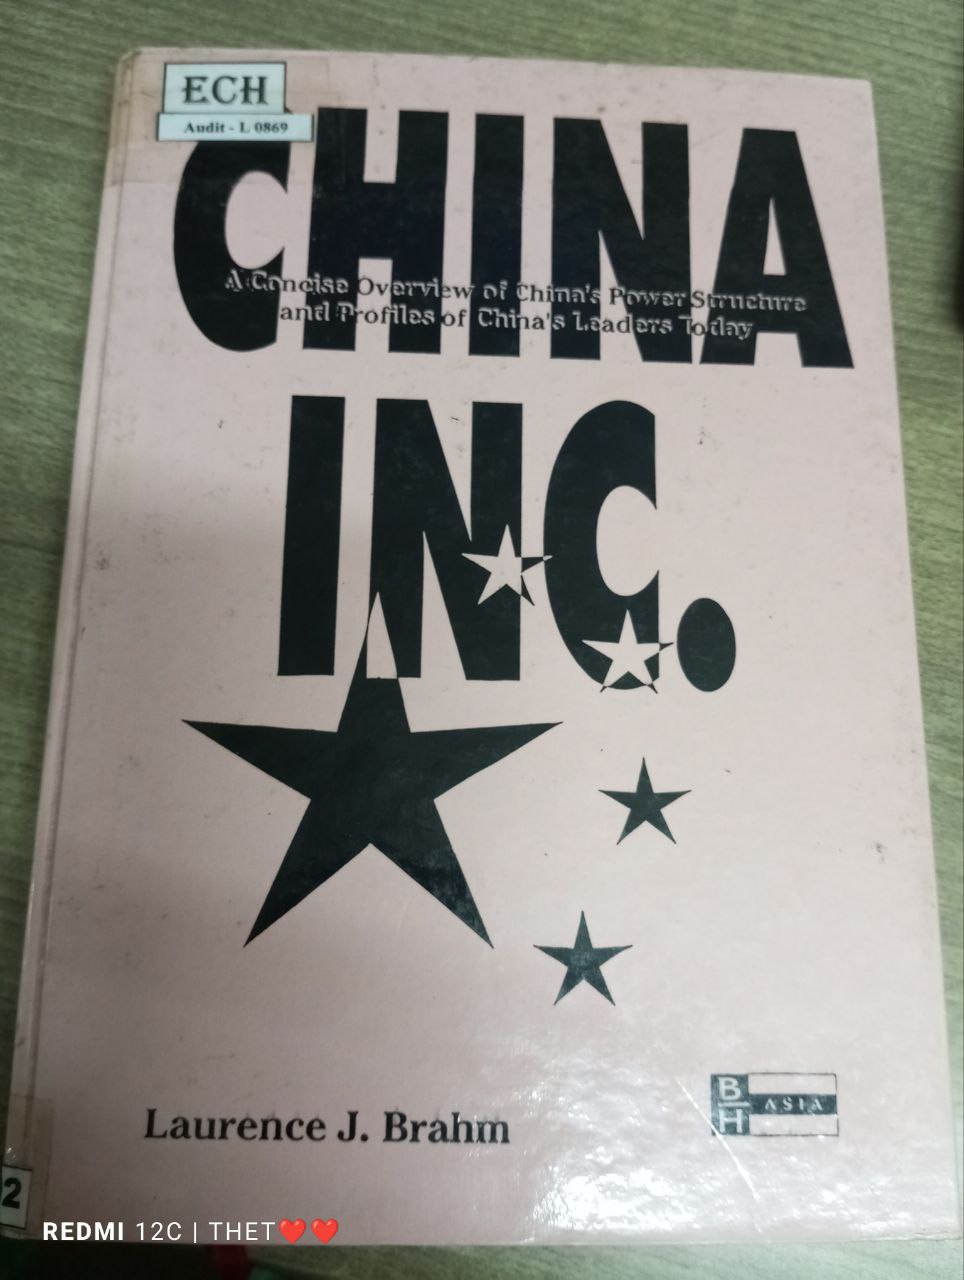 ECH
Audit - L 0869
CHINA
A Concise Overview of China's Power Structure
and Profiles of China's Leaders Today
INC.
Laurence J. Brahm
B
H
ASIA
2
REDMI 12C | THET❤️❤️